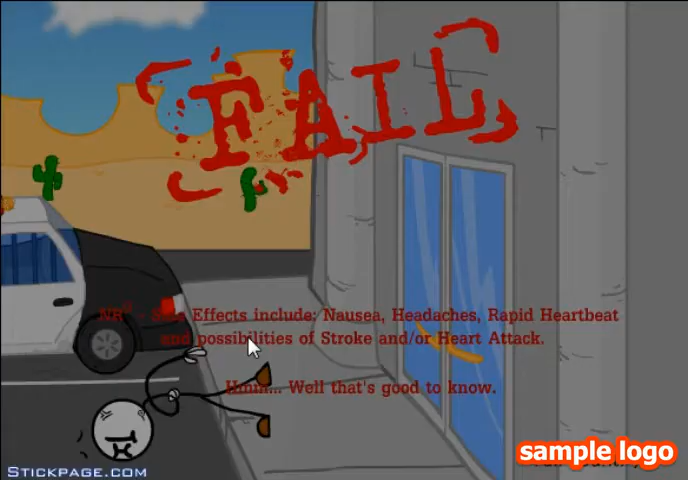 FAIL
NR® - Side Effects include: Nausea, Headaches, Rapid Heartbeat
and possibilities of Stroke and/or Heart Attack.
Hmm... Well that's good to know.
sample logo
STICKPAGE.COM